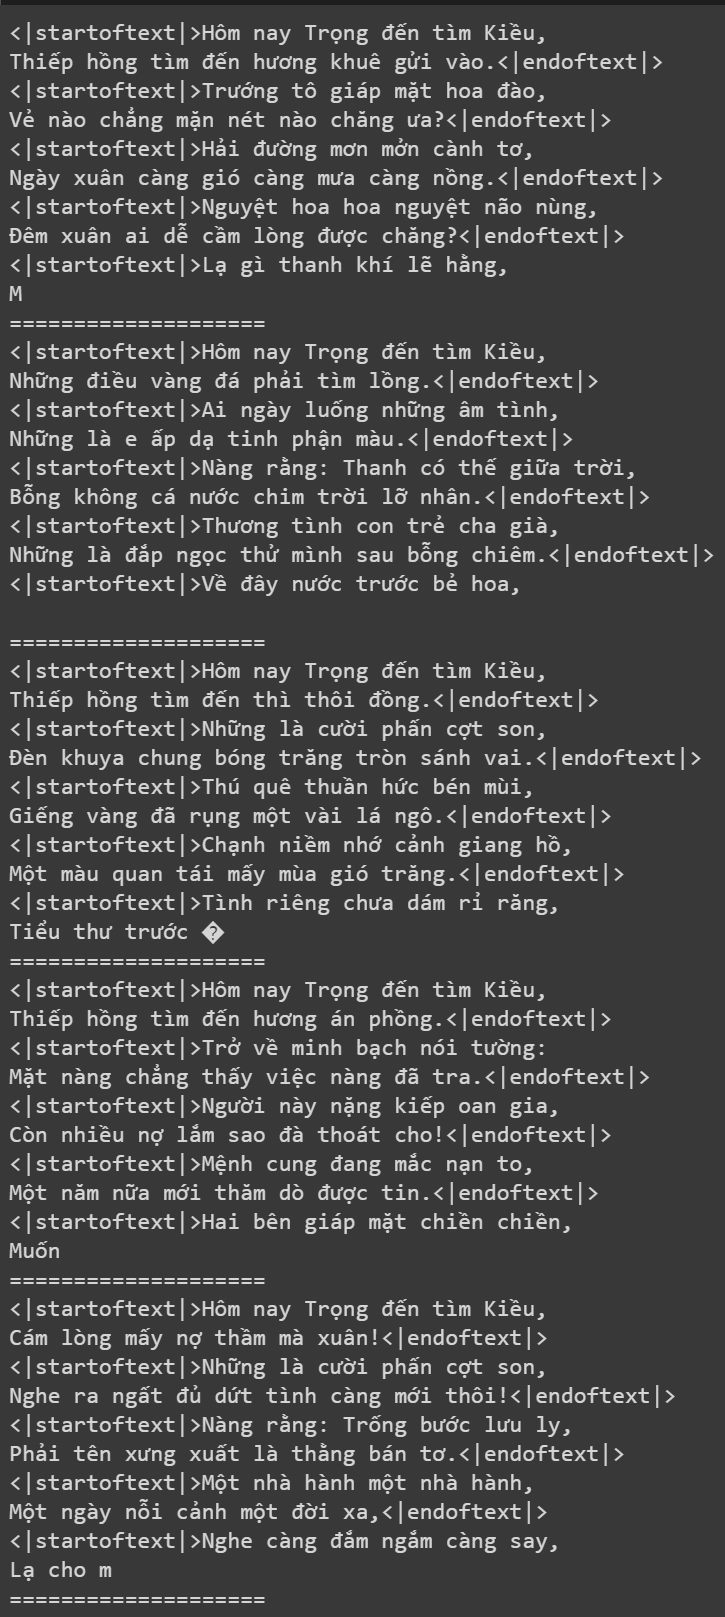 <|startoftext|>Hôm nay Trọng đến tìm Kiều,
Thiếp hồng tìm đến hương khuê gửi vào.<|endoftext|>
<|startoftext|>Trướng tô giáp mặt hoa đào,
Vẻ nào chẳng mặn nét nào chăng ưa?<|endoftext|>
<|startoftext|>Hải đường mơn mởn cành tơ,
Ngày xuân càng gió càng mưa càng nồng.<|endoftext|>
<|startoftext|>Nguyệt hoa hoa nguyệt não nùng,
Đêm xuân ai dễ cầm lòng được chăng?<|endoftext|>
<|startoftext|>Lạ gì thanh khí lẽ hằng,
M
====================
<|startoftext|>Hôm nay Trọng đến tìm Kiều,
Những điều vàng đá phải tìm lồng.<|endoftext|>
<|startoftext|>Ai ngày luống những âm tình,
Những là e ấp dạ tinh phận màu.<|endoftext|>
<|startoftext|>Nàng rằng: Thanh có thế giữa trời,
Bỗng không cá nước chim trời lỡ nhân.<|endoftext|>
<|startoftext|>Thương tình con trẻ cha già,
Những là đắp ngọc thử mình sau bỗng chiêm.<|endoftext|>
<|startoftext|>Về đây nước trước bẻ hoa,
====================
<|startoftext|>Hôm nay Trọng đến tìm Kiều,
Thiếp hồng tìm đến thì thôi đồng.<|endoftext|>
<|startoftext|>Những là cười phấn cợt son,
Đèn khuya chung bóng trăng tròn sánh vai.<|endoftext|>
<|startoftext|>Thú quê thuần hức bén mùi,
Giếng vàng đã rụng một vài lá ngô.<|endoftext|>
<|startoftext|>Chạnh niềm nhớ cảnh giang hồ,
Một màu quan tái mấy mùa gió trăng.<|endoftext|>
<|startoftext|>Tình riêng chưa dám rỉ răng,
Tiểu thư trước �
====================
<|startoftext|>Hôm nay Trọng đến tìm Kiều,
Thiếp hồng tìm đến hương án phồng.<|endoftext|>
<|startoftext|>Trở về minh bạch nói tường:
Mặt nàng chẳng thấy việc nàng đã tra.<|endoftext|>
<|startoftext|>Người này nặng kiếp oan gia,
Còn nhiều nợ lắm sao đà thoát cho!<|endoftext|>
<|startoftext|>Mệnh cung đang mắc nạn to,
Một năm nữa mới thăm dò được tin.<|endoftext|>
<|startoftext|>Hai bên giáp mặt chiền chiền,
Muốn
====================
<|startoftext|>Hôm nay Trọng đến tìm Kiều,
Cám lòng mấy nợ thầm mà xuân!<|endoftext|>
<|startoftext|>Những là cười phấn cợt son,
Nghe ra ngất đủ dứt tình càng mới thôi!<|endoftext|>
<|startoftext|>Nàng rằng: Trống bước lưu ly,
Phải tên xưng xuất là thằng bán tơ.<|endoftext|>
<|startoftext|>Một nhà hành một nhà hành,
Một ngày nỗi cảnh một đời xa,<|endoftext|>
<|startoftext|>Nghe càng đắm ngắm càng say,
Lạ cho m
====================